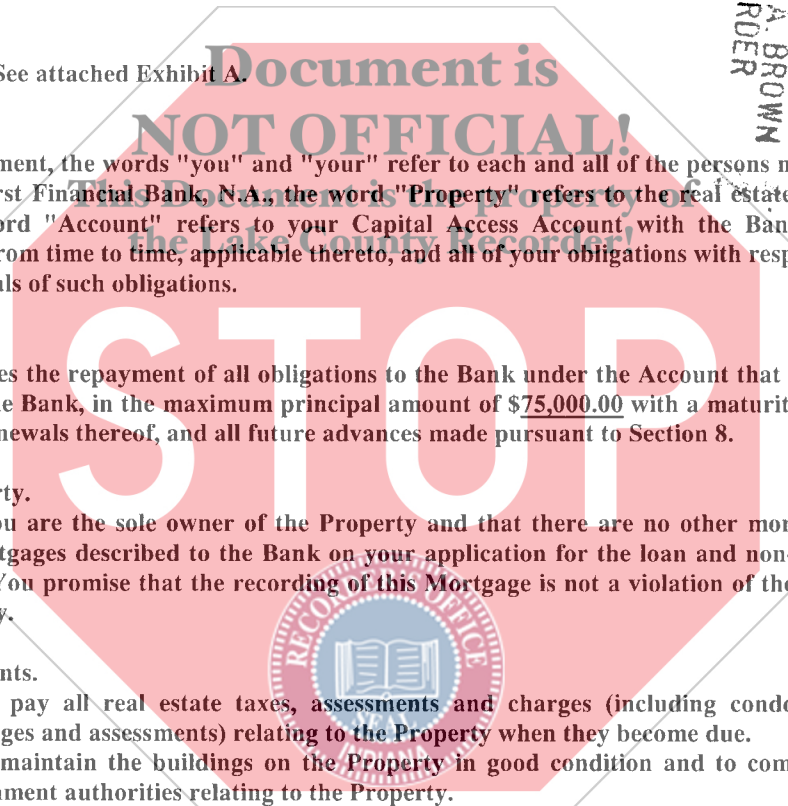 A. BROWN
RDER
See attached Exhibit A.
Document is
NOT OFFICIAL!
ment, the words "you" and "your" refer to each and all of the persons
rst Financial Bank, N.A., the word "Property" refers to the real estate
This Document is the property of
ord "Account" refers to your Capital Access Account with the Ban
the Lake County Recorder!
rom time to time, applicable thereto, and all of your obligations with resp
als of such obligations.
es the repayment of all obligations to the Bank under the Account that
e Bank, in the maximum principal amount of $75,000.00 with a maturit
newals thereof, and all future advances made pursuant to Section 8.
STOP
rty.
ou are the sole owner of the Property and that there are no other mor
tgages described to the Bank on your application for the loan and non-
You promise that the recording of this Mortgage is not a violation of the
y.
RECORDER'S OFFICE
SEAL
INDIANA
nts.
pay all real estate taxes, assessments and charges (including condo
ges and assessments) relating to the Property when they become due.
maintain the buildings on the Property in good condition and to com
nment authorities relating to the Property.